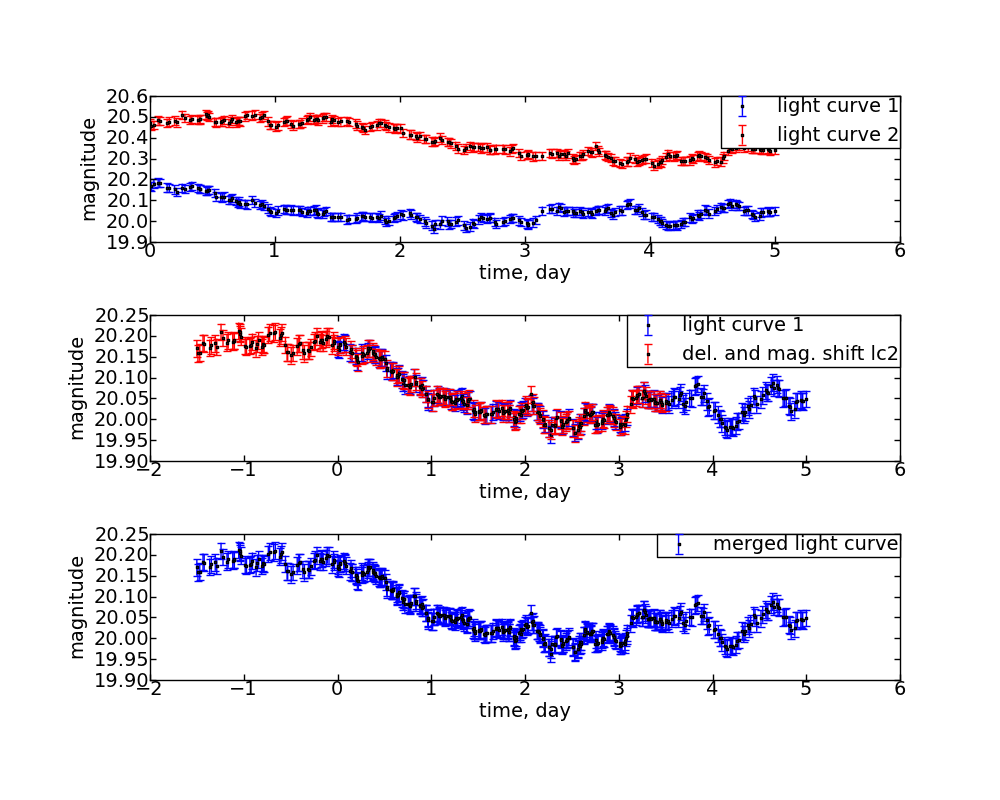 20.6
20.5
20.4
20.3
20.2
20.1
20.0
19.9
magnitude
light curve 1
light curve 2
0 1 2 3 4 5 6
time, day
20.25
20.20
20.15
20.10
20.05
20.00
19.95
19.90
magnitude
light curve 1
del. and mag. shift lc2
−2 −1 0 1 2 3 4 5 6
time, day
20.25
20.20
20.15
20.10
20.05
20.00
19.95
19.90
magnitude
merged light curve
−2 −1 0 1 2 3 4 5 6
time, day